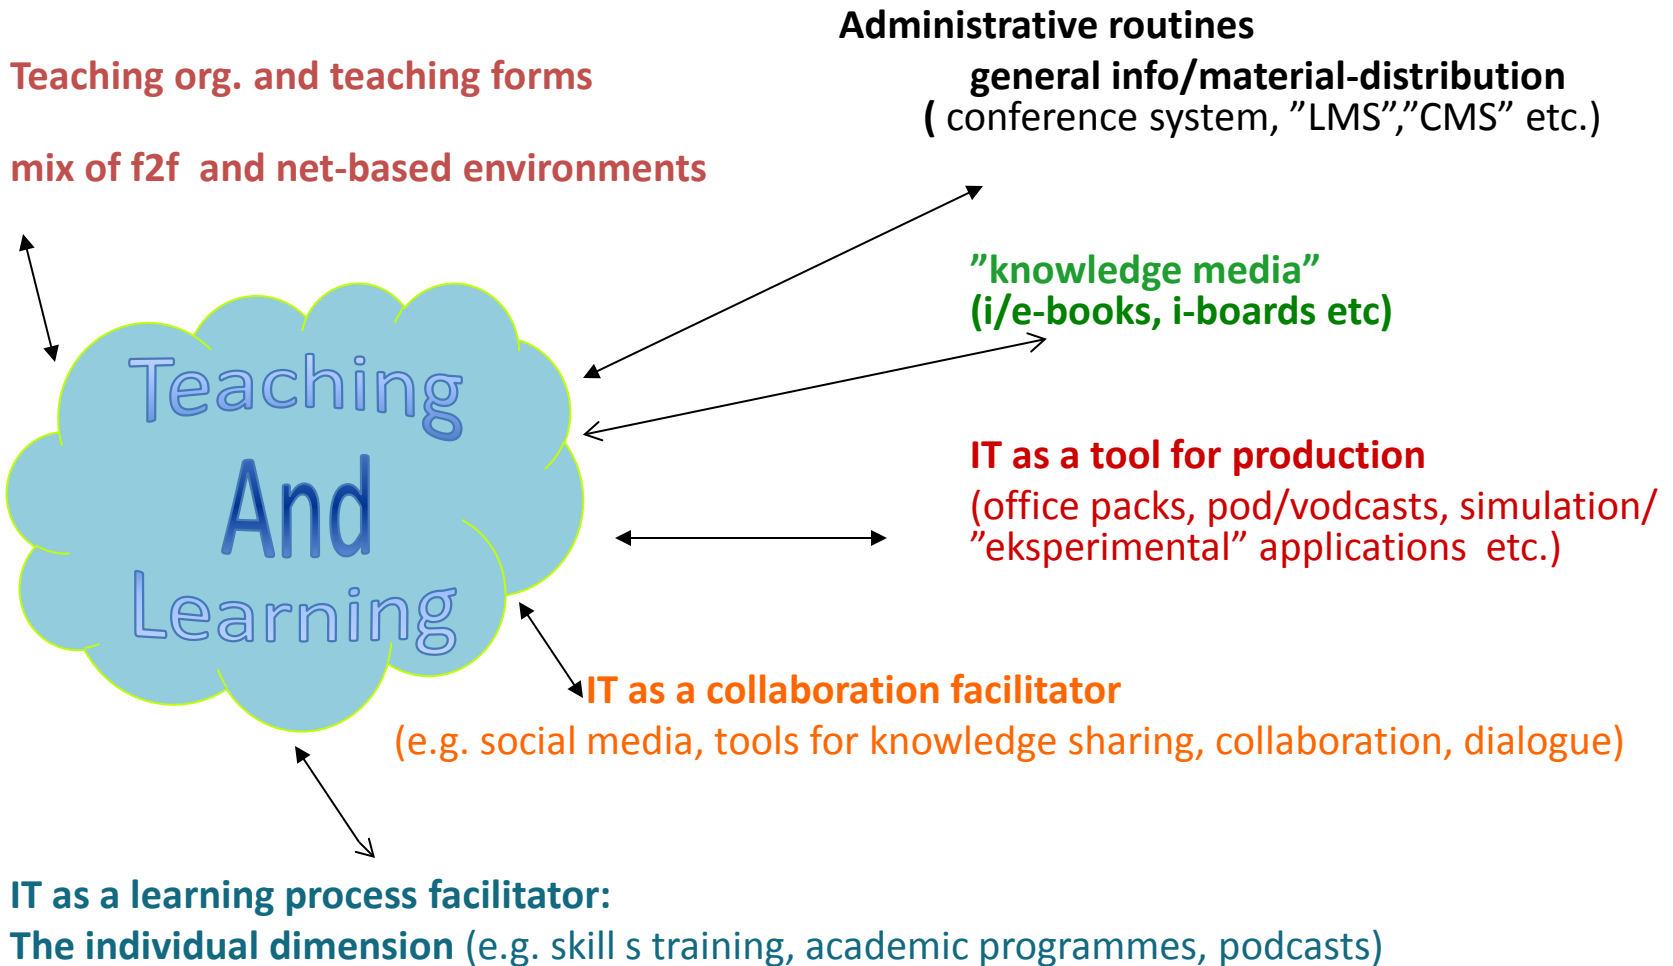 Administrative routines
general info/material-distribution
( conference system, ”LMS”,”CMS” etc.)
Teaching org. and teaching forms
mix of f2f and net-based environments
”knowledge media”
(i/e-books, i-boards etc)
Teaching
And
Learning
IT as a tool for production
(office packs, pod/vodcasts, simulation/
”eksperimental” applications etc.)
IT as a collaboration facilitator
(e.g. social media, tools for knowledge sharing, collaboration, dialogue)
IT as a learning process facilitator:
The individual dimension (e.g. skill s training, academic programmes, podcasts)